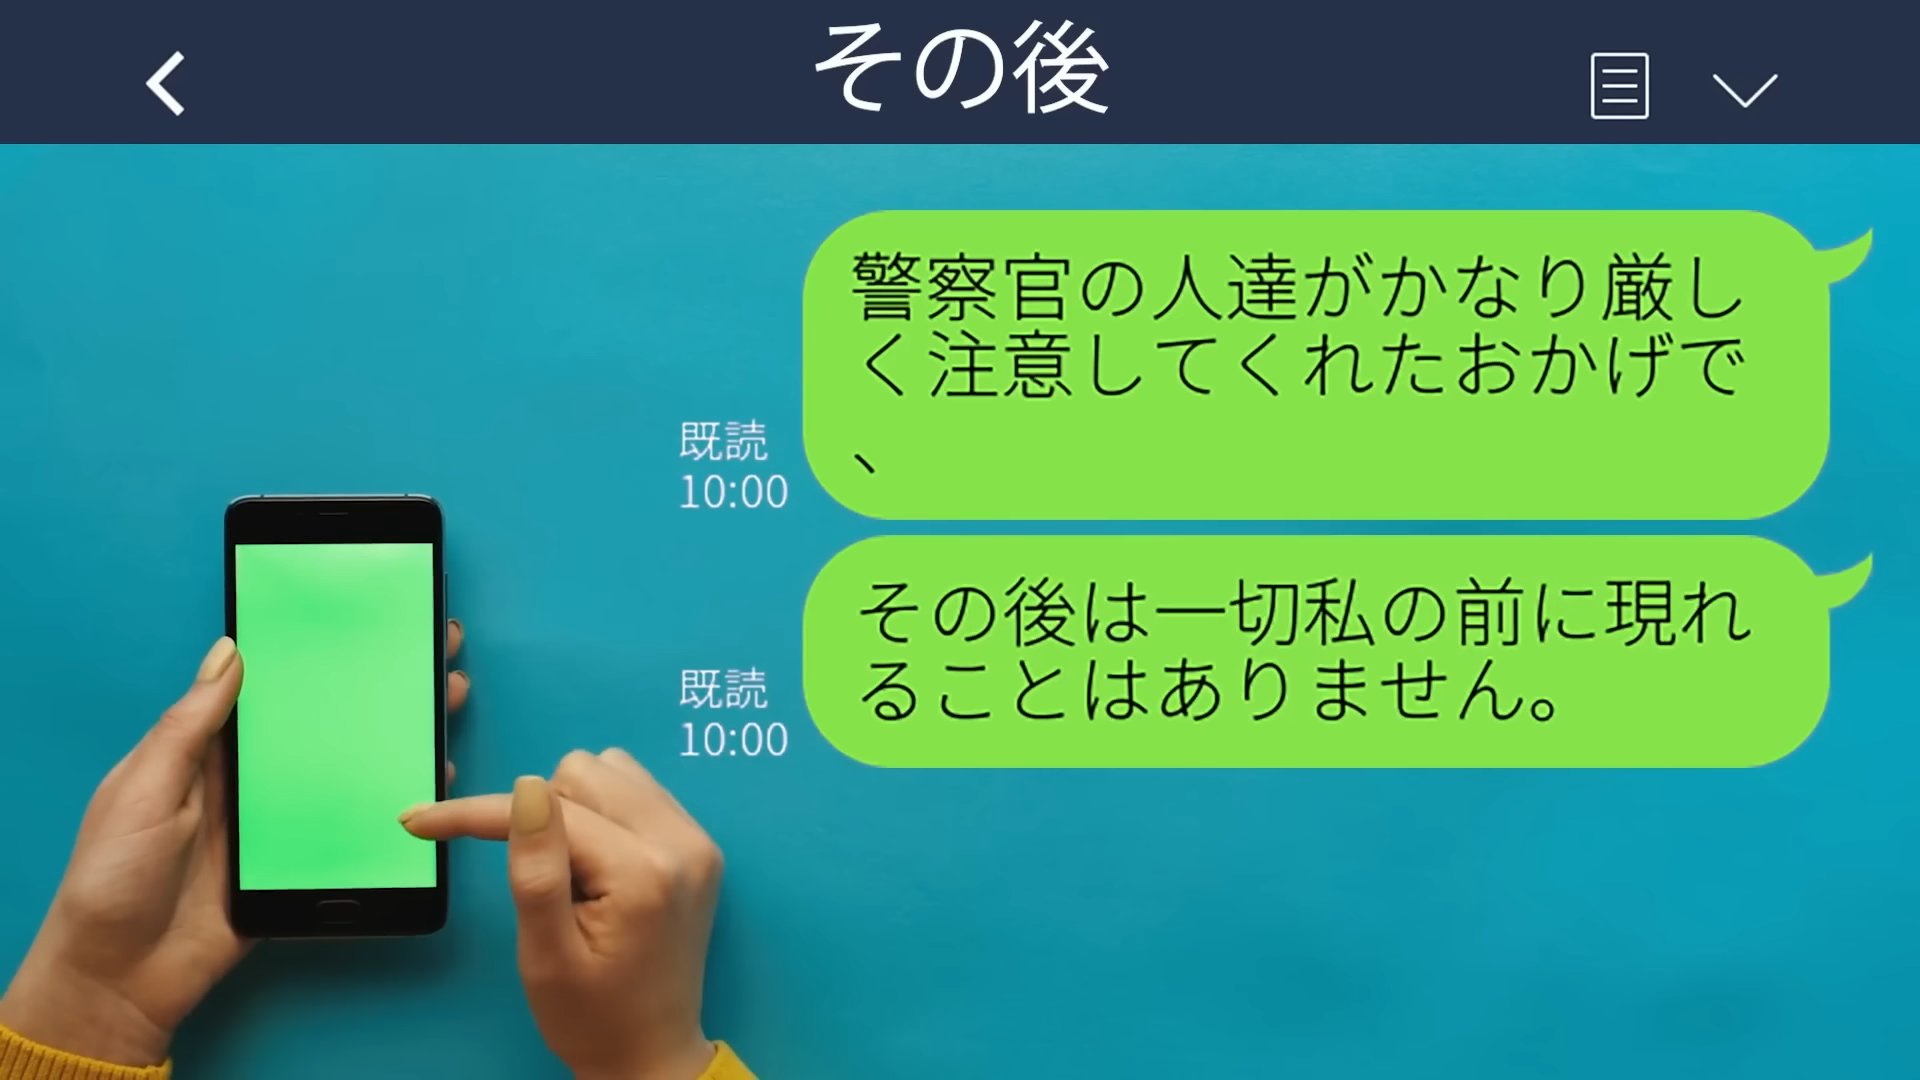 その後
警察官の人達がかなり厳し
く注意してくれたおかげで
、
既読
10:00
その後は一切私の前に現れ
ることはありません。
既読
10:00